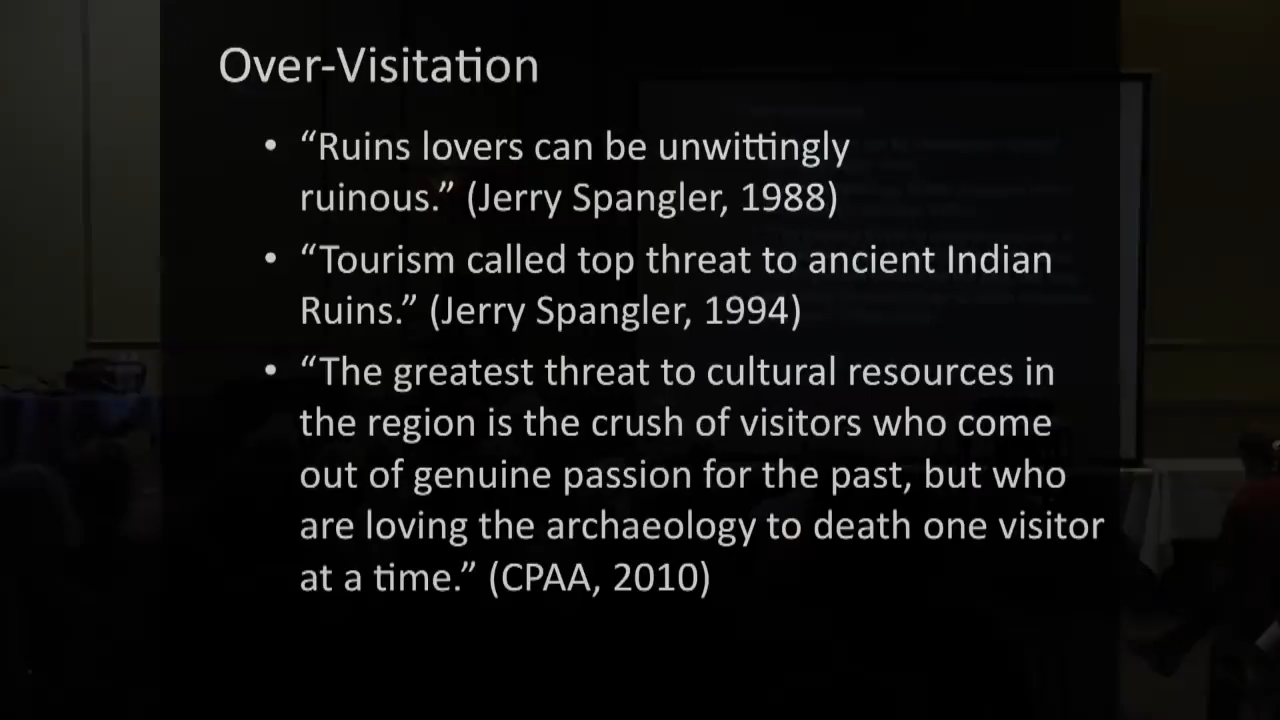 Over-Visitation
• “Ruins lovers can be unwittingly
ruinous.” (Jerry Spangler, 1988)
• “Tourism called top threat to ancient Indian
Ruins.” (Jerry Spangler, 1994)
• “The greatest threat to cultural resources in
the region is the crush of visitors who come
out of genuine passion for the past, but who
are loving the archaeology to death one visitor
at a time.” (CPAA, 2010)